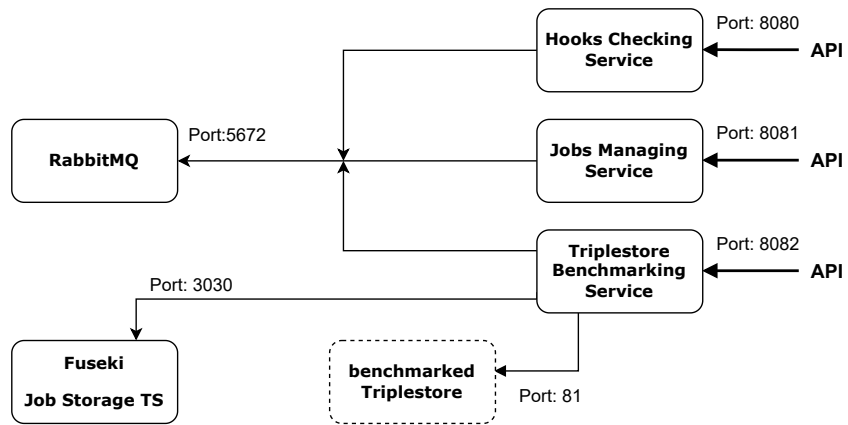 Port: 8080
Hooks Checking
Service
API
Port:5672
Port: 8081
RabbitMQ
Jobs Managing
Service
API
Port: 8082
Triplestore
Benchmarking
Service
API
Port: 3030
Fuseki
Job Storage TS
benchmarked
Triplestore
Port: 81